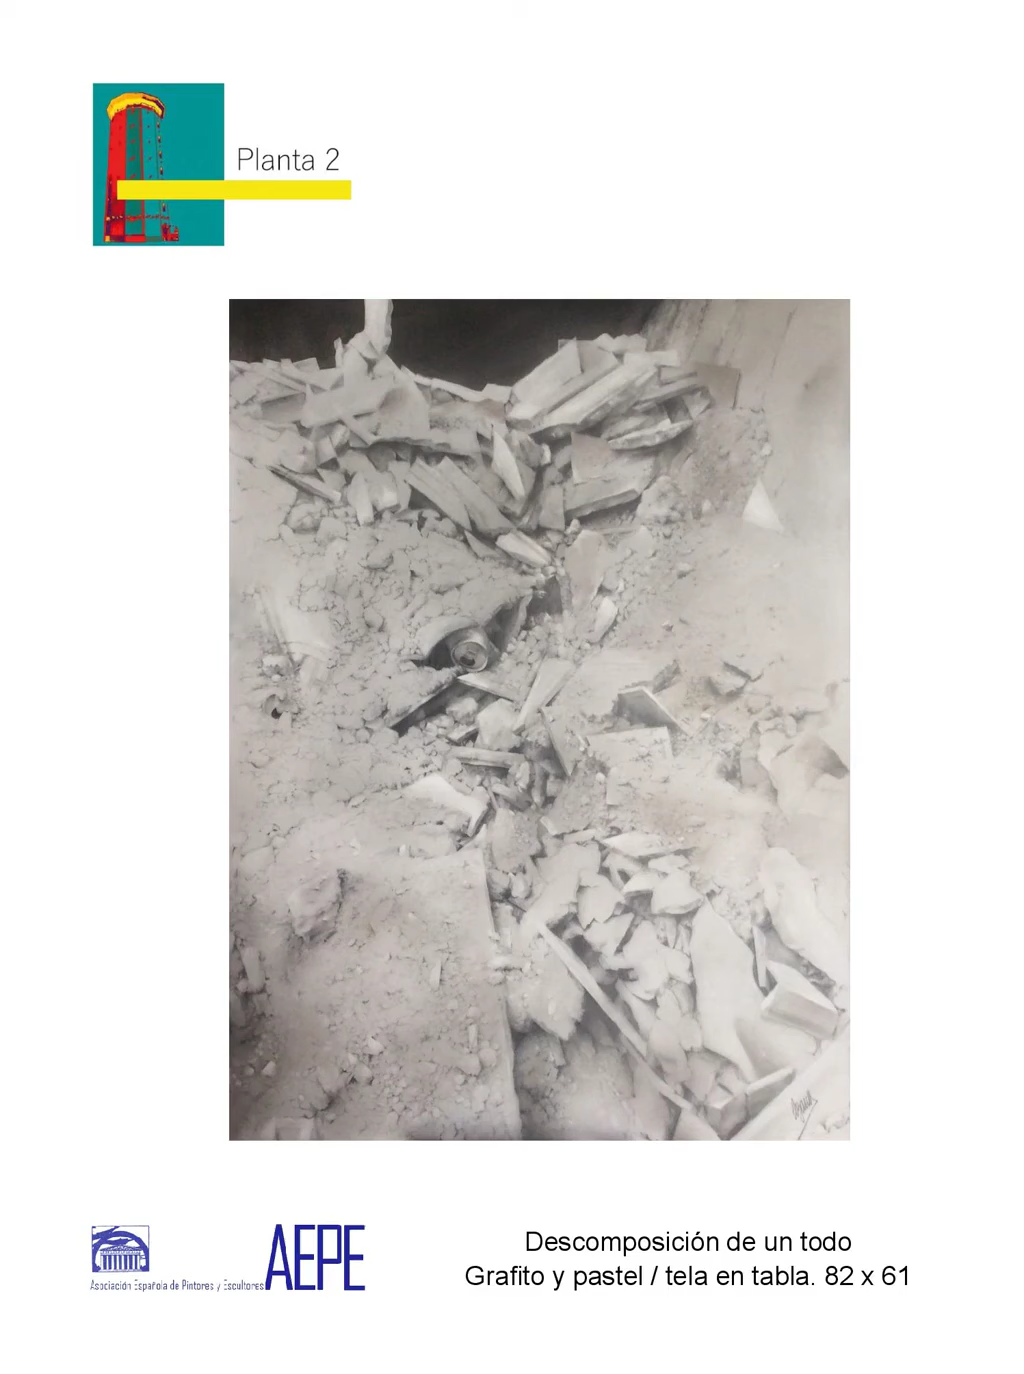 Planta 2
Asociación Española de Pintores y Escultores
AEPE
Descomposición de un todo
Grafito y pastel / tela en tabla. 82 x 61